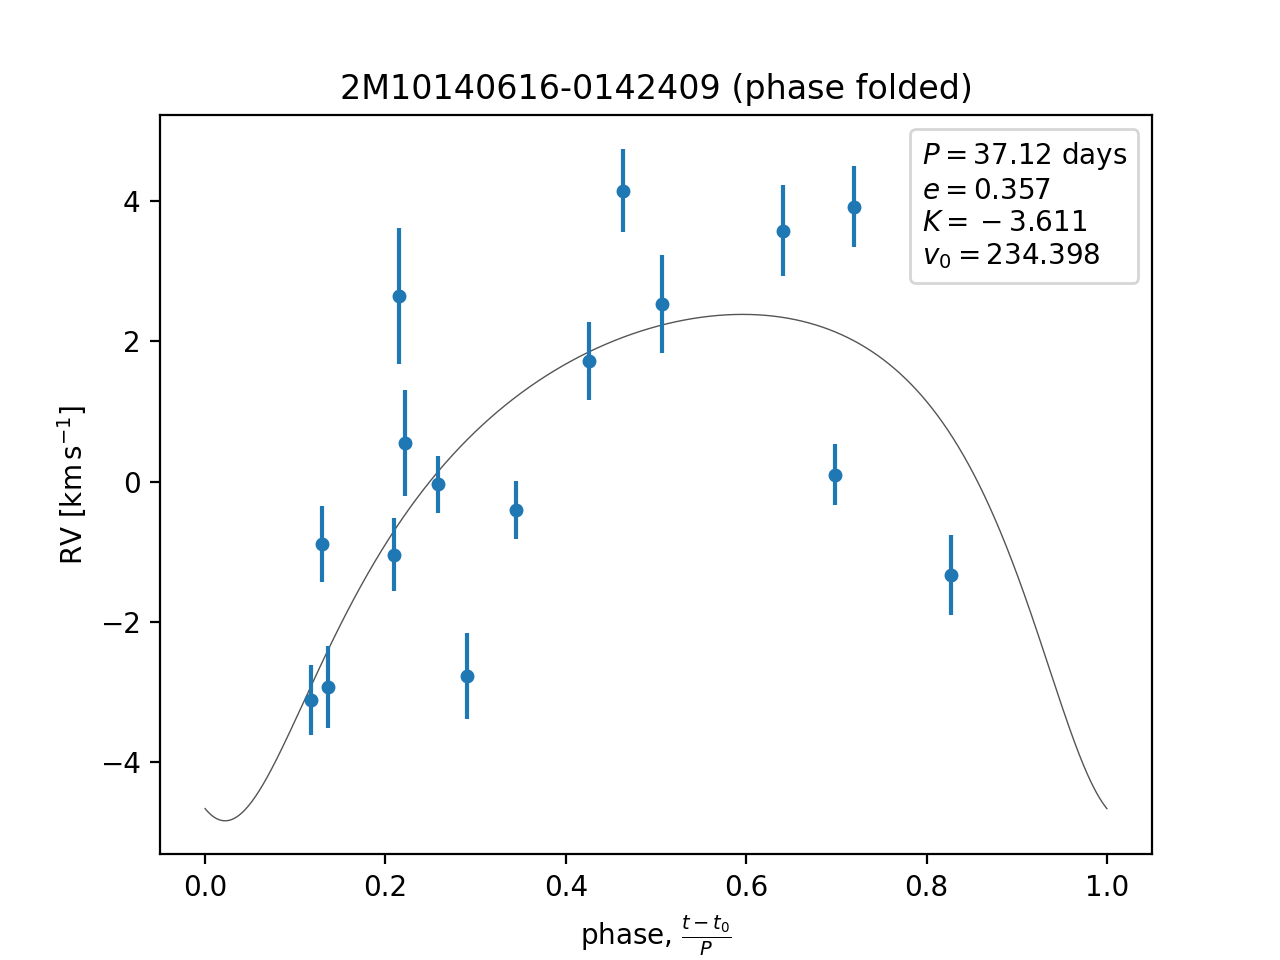 2M10140616-0142409 (phase folded)
P = 37.12 days
e = 0.357
K = −3.611
v₀ = 234.398
RV [km s⁻¹]
4
2
0
−2
−4
0.0 0.2 0.4 0.6 0.8 1.0
phase, (t − t₀)/P